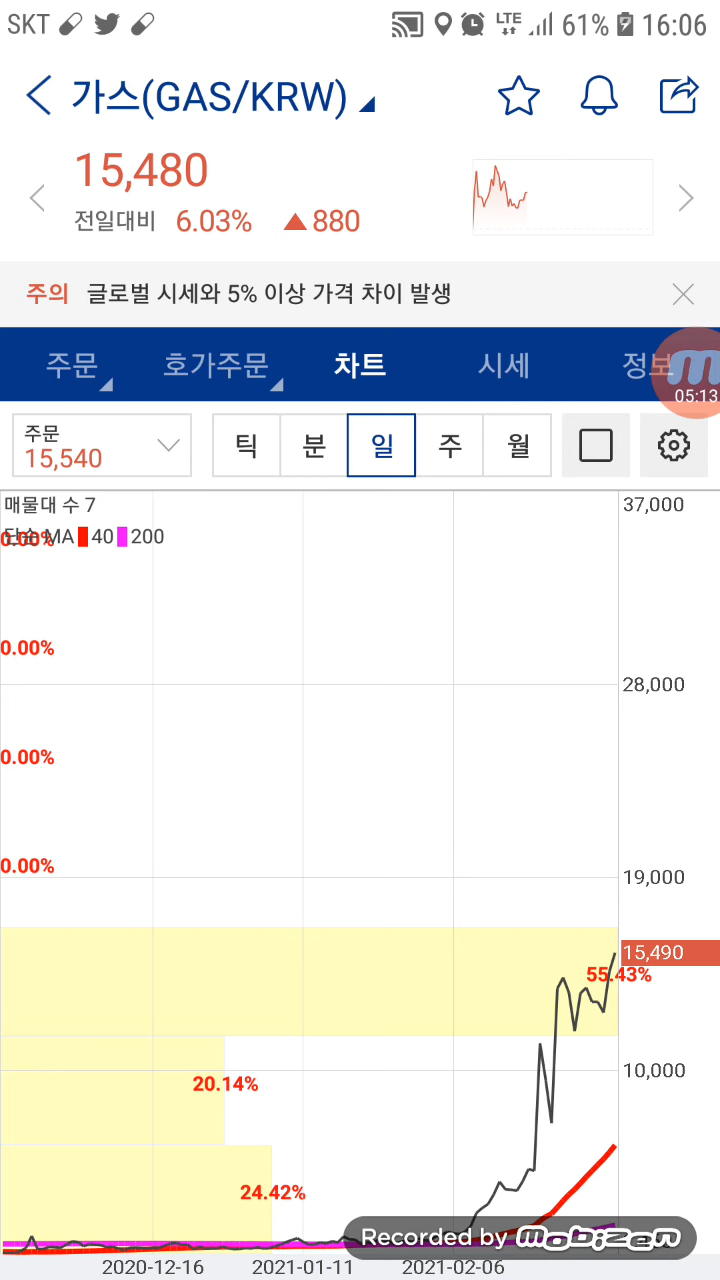 SKT LTE 61% 16:06
가스(GAS/KRW)
15,480
전일대비 6.03% ▲880
주의 글로벌 시세와 5% 이상 가격 차이 발생
주문 호가주문 차트 시세 정보
05:13
주문
15,540
틱 분 일 주 월
매물대 수 7
단순 MA 40 200
0.00%
0.00%
0.00%
0.00%
37,000
28,000
19,000
15,490
55.43%
10,000
20.14%
24.42%
Recorded by mobizen
2020-12-16 2021-01-11 2021-02-06